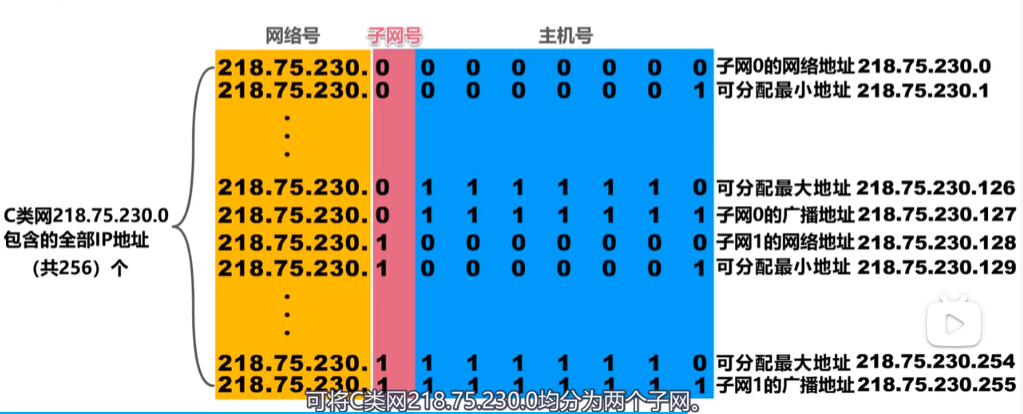 网络号 子网号 主机号
218.75.230. 0 0 0 0 0 0 0 0 子网0的网络地址 218.75.230.0
218.75.230. 0 0 0 0 0 0 0 1 可分配最小地址 218.75.230.1
218.75.230. 0 1 1 1 1 1 1 0 可分配最大地址 218.75.230.126
218.75.230. 0 1 1 1 1 1 1 1 子网0的广播地址 218.75.230.127
218.75.230. 1 0 0 0 0 0 0 0 子网1的网络地址 218.75.230.128
218.75.230. 1 0 0 0 0 0 0 1 可分配最小地址 218.75.230.129
218.75.230. 1 1 1 1 1 1 1 0 可分配最大地址 218.75.230.254
218.75.230. 1 1 1 1 1 1 1 1 子网1的广播地址 218.75.230.255
C类网218.75.230.0
包含的全部IP地址
（共256）个
可将C类网218.75.230.0均分为两个子网。